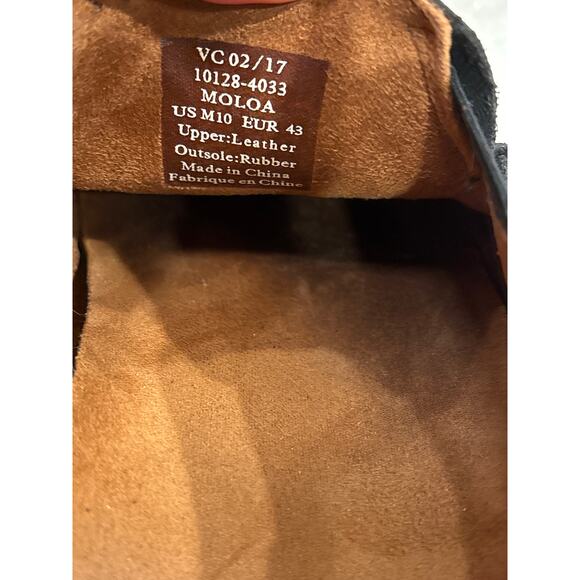 VC 02/17
10128-4033
MOLOA
US M10 EUR 43
Upper:Leather
Outsole:Rubber
Made in China
Fabrique en Chine